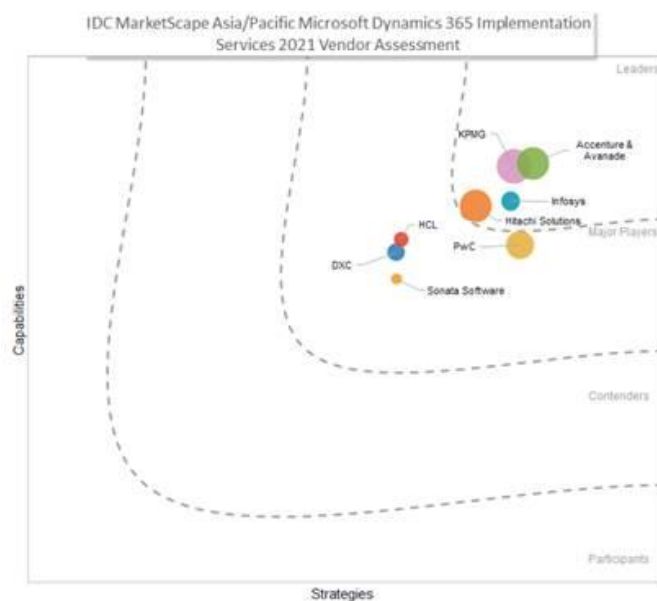 IDC MarketScape Asia/Pacific Microsoft Dynamics 365 Implementation
Services 2021 Vendor Assessment
Leaders
KPMG
Accenture &
Avanade
Infosys
Hitachi Solutions
Major Players
HCL
PwC
DXC
Sonata Software
Capabilities
Contenders
Participants
Strategies